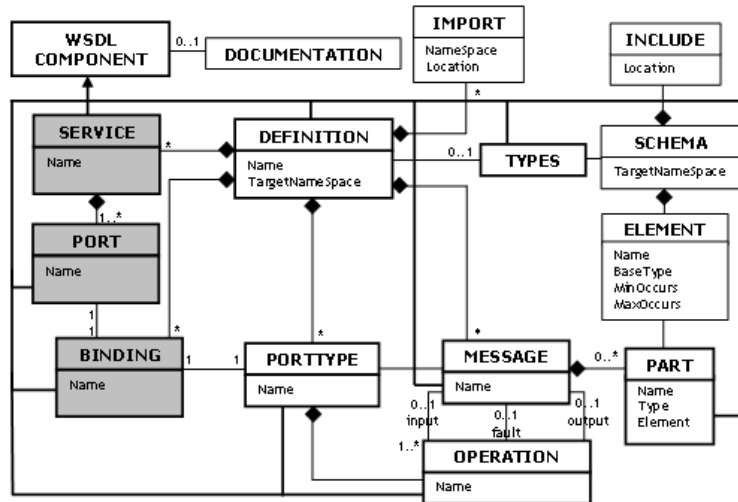 WSDL
COMPONENT
0..1
DOCUMENTATION
IMPORT
NameSpace
Location
*
INCLUDE
Location
SERVICE
Name
*
DEFINITION
Name
TargetNameSpace
0..1
TYPES
SCHEMA
TargetNameSpace
1..*
PORT
Name
ELEMENT
Name
BaseType
MinOccurs
MaxOccurs
1
1
*
*
*
BINDING
Name
1
1
PORTTYPE
Name
MESSAGE
Name
0..*
PART
Name
Type
Element
0..1
input
0..1
fault
0..1
output
1..*
OPERATION
Name